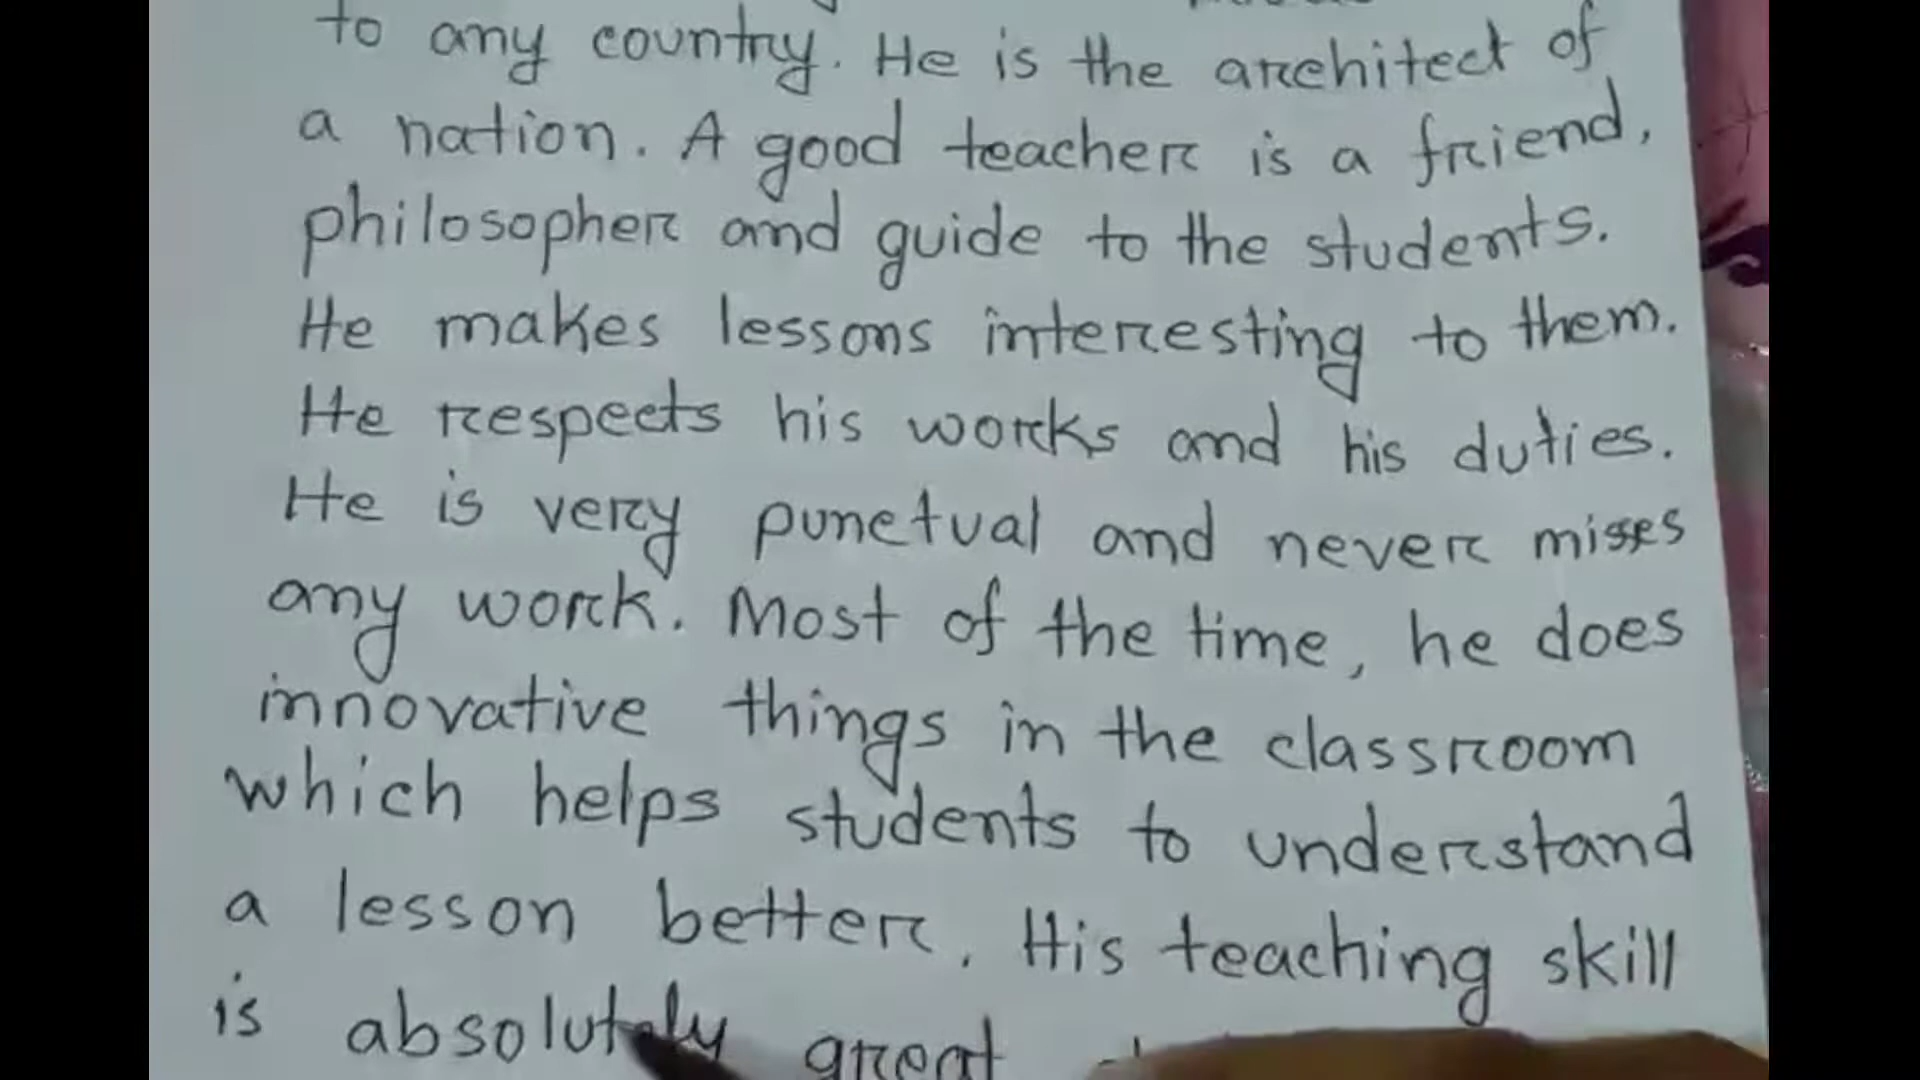 to any country. He is the architect of
a nation. A good teacher is a friend,
philosopher and guide to the students.
He makes lessons interesting to them.
He respects his works and his duties.
He is very punctual and never misses
any work. Most of the time, he does
innovative things in the classroom
which helps students to understand
a lesson better. His teaching skill
is absolutely great